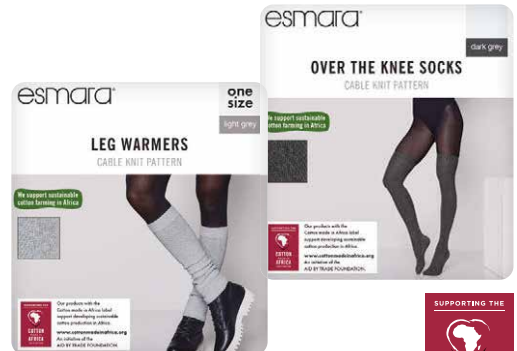 esmara®
one
size
light grey
LEG WARMERS
CABLE KNIT PATTERN
We support sustainable
cotton farming in Africa
SUPPORTING THE
COTTON
MADE IN
AFRICA
Our products with the
Cotton made in Africa label
support developing sustainable
cotton production in Africa.
www.cottonmadeinafrica.org
An initiative of the
AID BY TRADE FOUNDATION.
esmara®
dark grey
OVER THE KNEE SOCKS
CABLE KNIT PATTERN
We support sustainable
cotton farming in Africa
COTTON
AFRICA
Our products with the
Cotton made in Africa label
support developing sustainable
cotton production in Africa.
www.cottonmadeinafrica.org
An initiative of the
AID BY TRADE FOUNDATION.
SUPPORTING THE